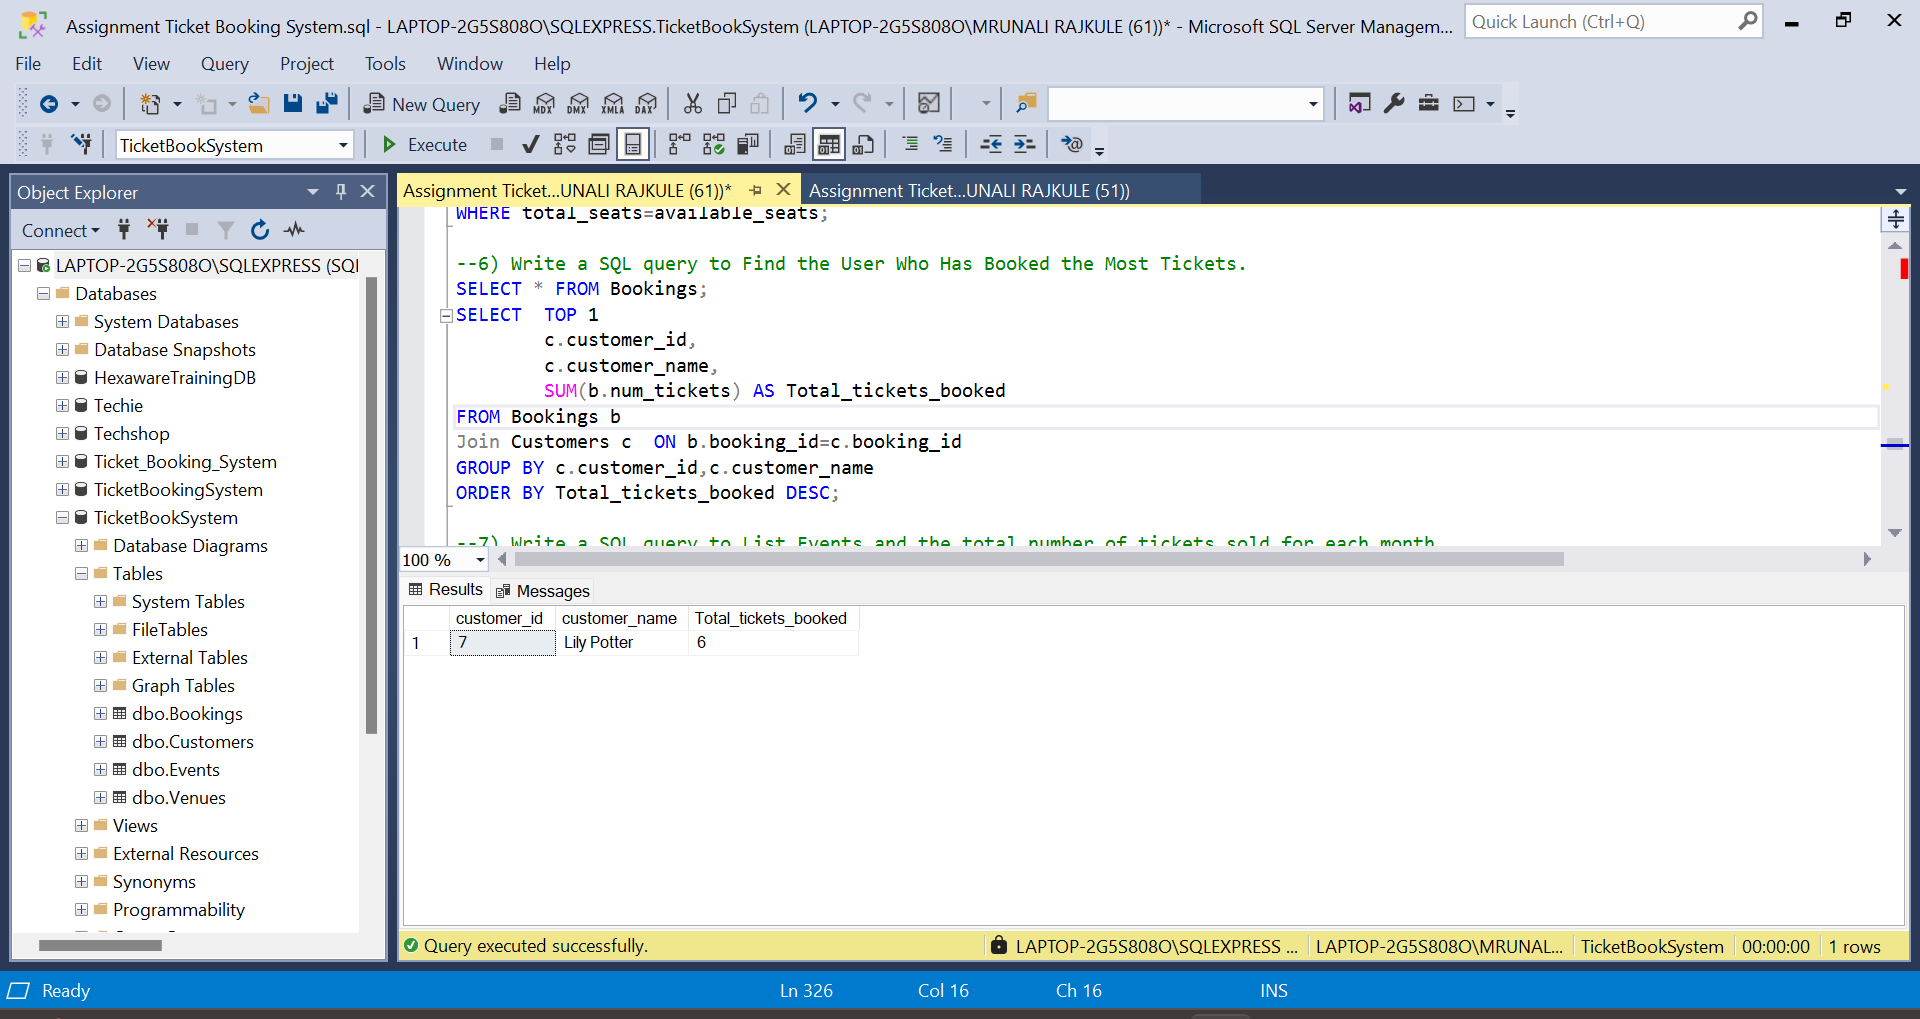 Assignment Ticket Booking System.sql - LAPTOP-2G5S808O\SQLEXPRESS.TicketBookSystem (LAPTOP-2G5S808O\MRUNALI RAJKULE (61))* - Microsoft SQL Server Managem...
Quick Launch (Ctrl+Q)
File Edit View Query Project Tools Window Help
New Query MDX DMX XMLA DAX
TicketBookSystem Execute
Object Explorer
Connect
LAPTOP-2G5S808O\SQLEXPRESS (SQl
Databases
System Databases
Database Snapshots
HexawareTrainingDB
Techie
Techshop
Ticket_Booking_System
TicketBookingSystem
TicketBookSystem
Database Diagrams
Tables
System Tables
FileTables
External Tables
Graph Tables
dbo.Bookings
dbo.Customers
dbo.Events
dbo.Venues
Views
External Resources
Synonyms
Programmability
Assignment Ticket...UNALI RAJKULE (61))*
Assignment Ticket...UNALI RAJKULE (51))
WHERE total_seats=available_seats;
--6) Write a SQL query to Find the User Who Has Booked the Most Tickets.
SELECT * FROM Bookings;
SELECT  TOP 1
c.customer_id,
c.customer_name,
SUM(b.num_tickets) AS Total_tickets_booked
FROM Bookings b
Join Customers c  ON b.booking_id=c.booking_id
GROUP BY c.customer_id,c.customer_name
ORDER BY Total_tickets_booked DESC;
--7) Write a SQL query to List Events and the total number of tickets sold for each month
100 %
Results Messages
customer_id customer_name Total_tickets_booked
1 7 Lily Potter 6
Query executed successfully.
LAPTOP-2G5S808O\SQLEXPRESS ... LAPTOP-2G5S808O\MRUNAL... TicketBookSystem 00:00:00 1 rows
Ready Ln 326 Col 16 Ch 16 INS